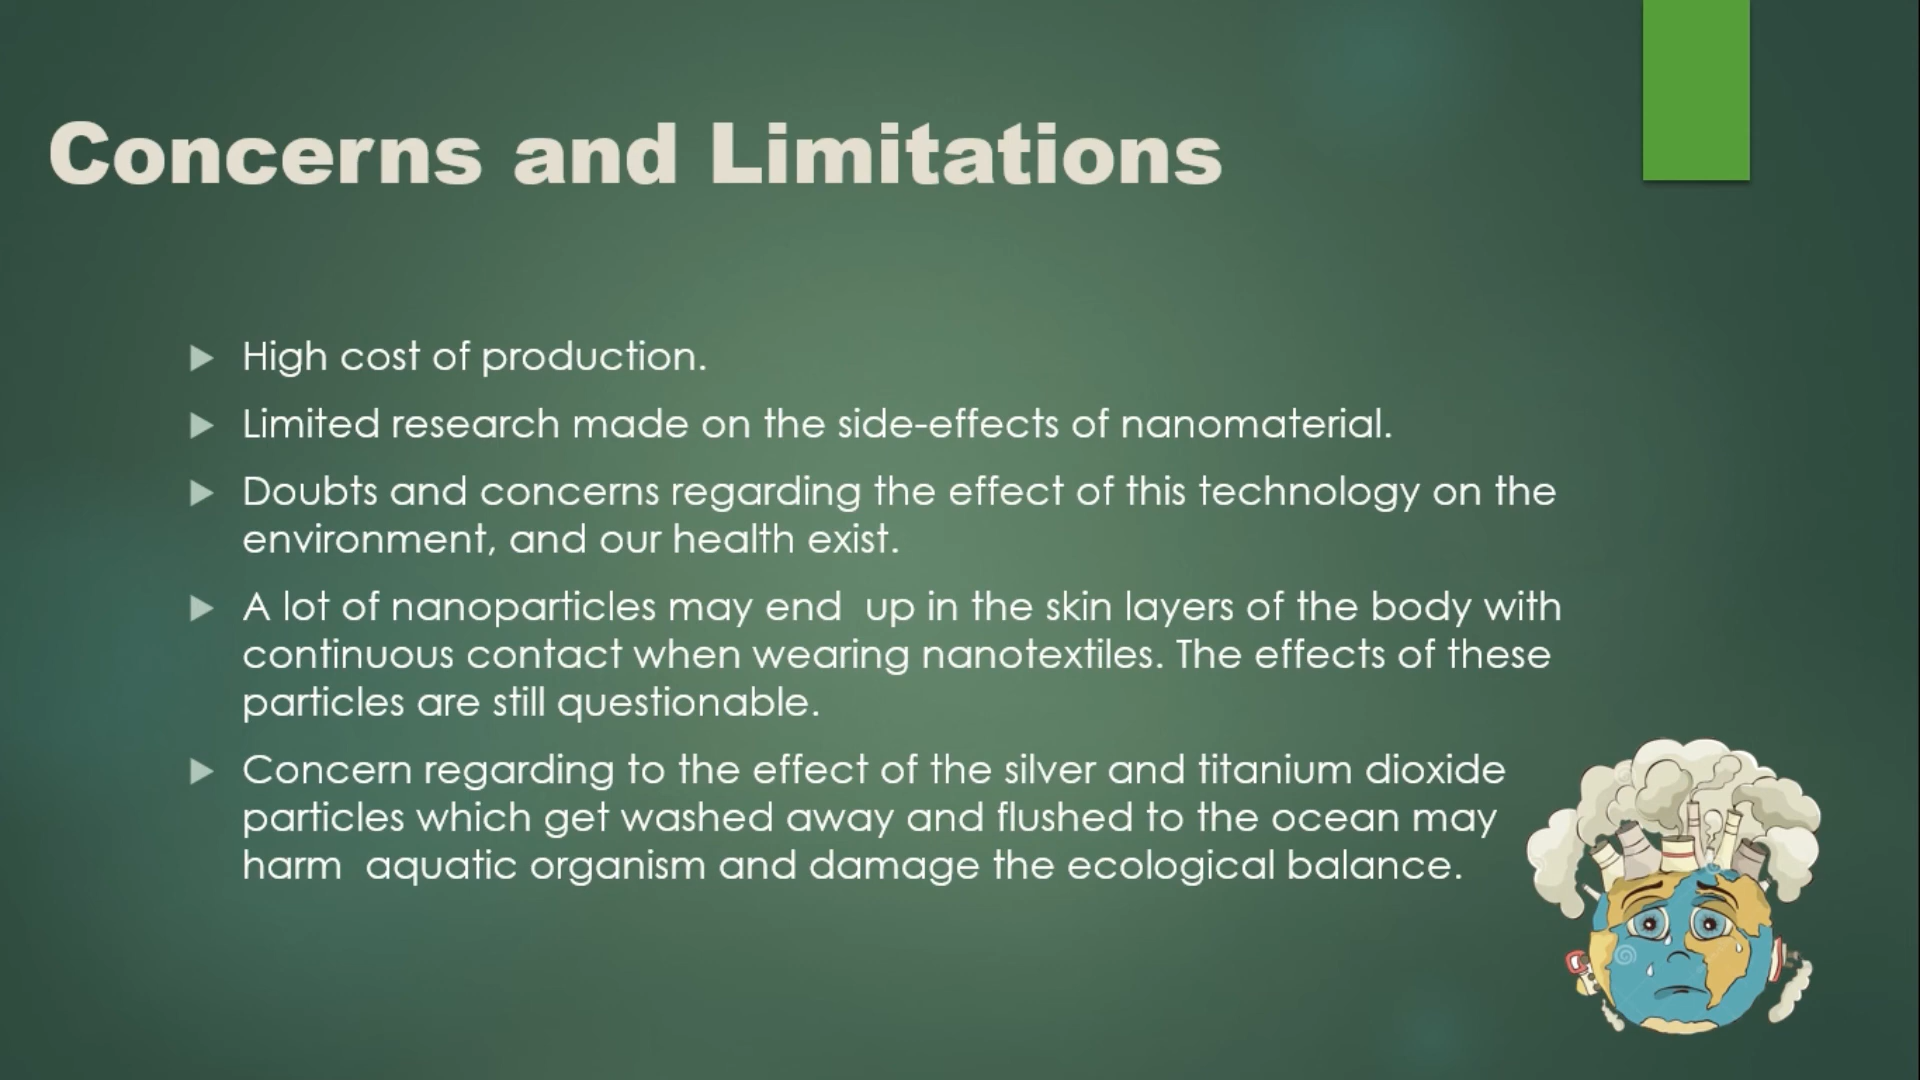 Concerns and Limitations
High cost of production.
Limited research made on the side-effects of nanomaterial.
Doubts and concerns regarding the effect of this technology on the
environment, and our health exist.
A lot of nanoparticles may end  up in the skin layers of the body with
continuous contact when wearing nanotextiles. The effects of these
particles are still questionable.
Concern regarding to the effect of the silver and titanium dioxide
particles which get washed away and flushed to the ocean may
harm  aquatic organism and damage the ecological balance.